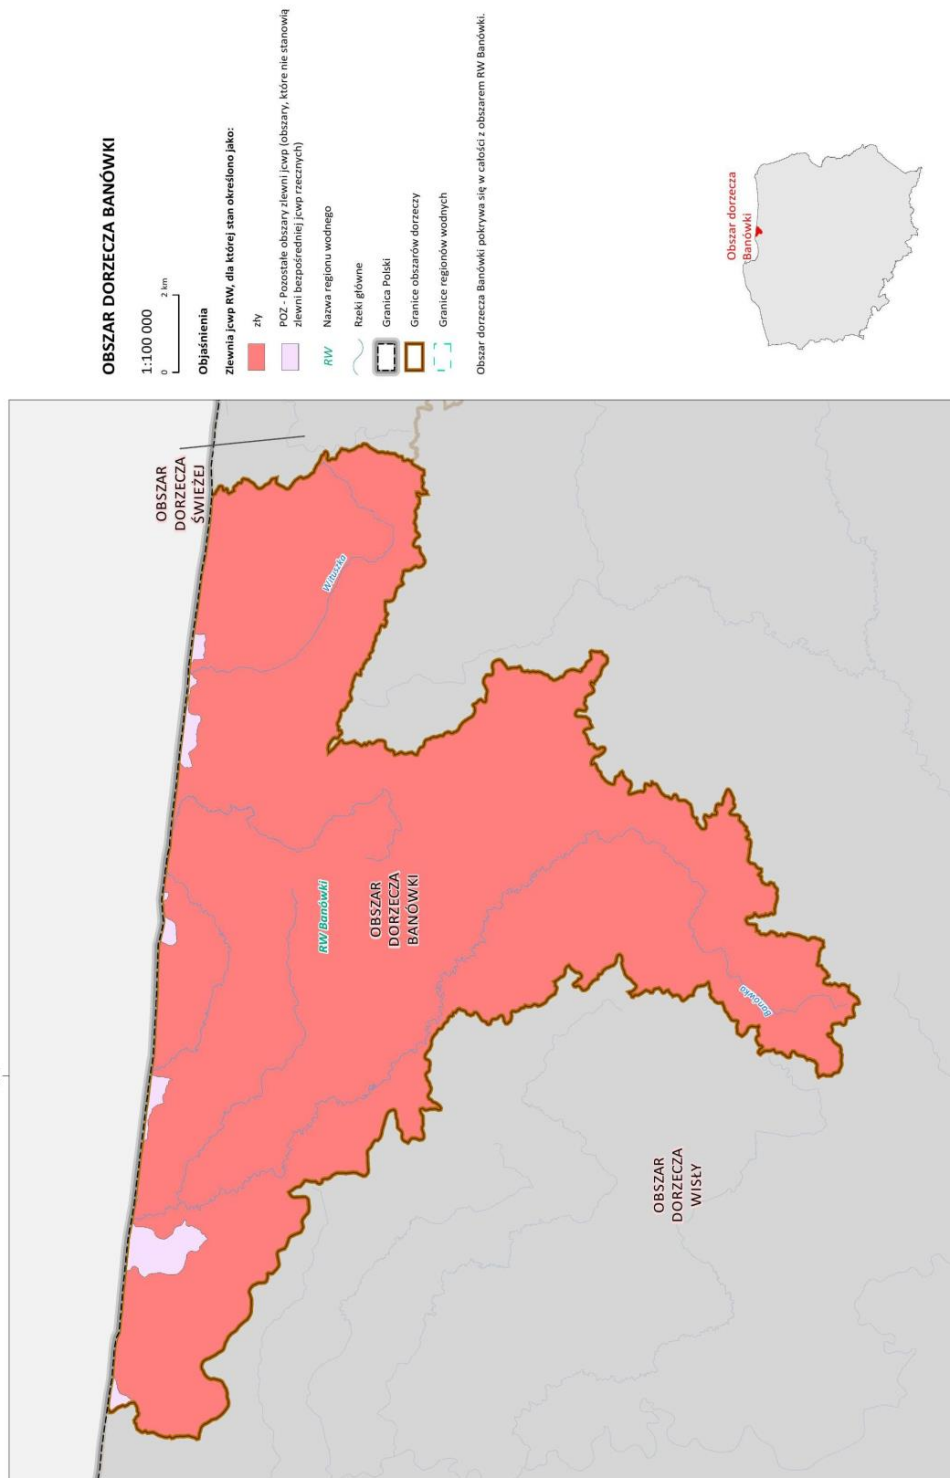 OBSZAR DORZECZA BANÓWKI
1:100 000
0
2 km
Objaśnienia
Zlewnia jcwp RW, dla której stan określono jako:
zły
POZ - Pozostałe obszary zlewni jcwp (obszary, które nie stanowią
zlewni bezpośredniej jcwp rzecznych)
RW
Nazwa regionu wodnego
Rzeki główne
Granica Polski
Granice obszarów dorzeczy
Granice regionów wodnych
Obszar dorzecza Banówki pokrywa się w całości z obszarem RW Banówki.
Obszar dorzecza
Banówki
OBSZAR
DORZECZA
ŚWIEŻEJ
Witruszka
RW Banówki
OBSZAR
DORZECZA
BANÓWKI
Banówka
OBSZAR
DORZECZA
WISŁY